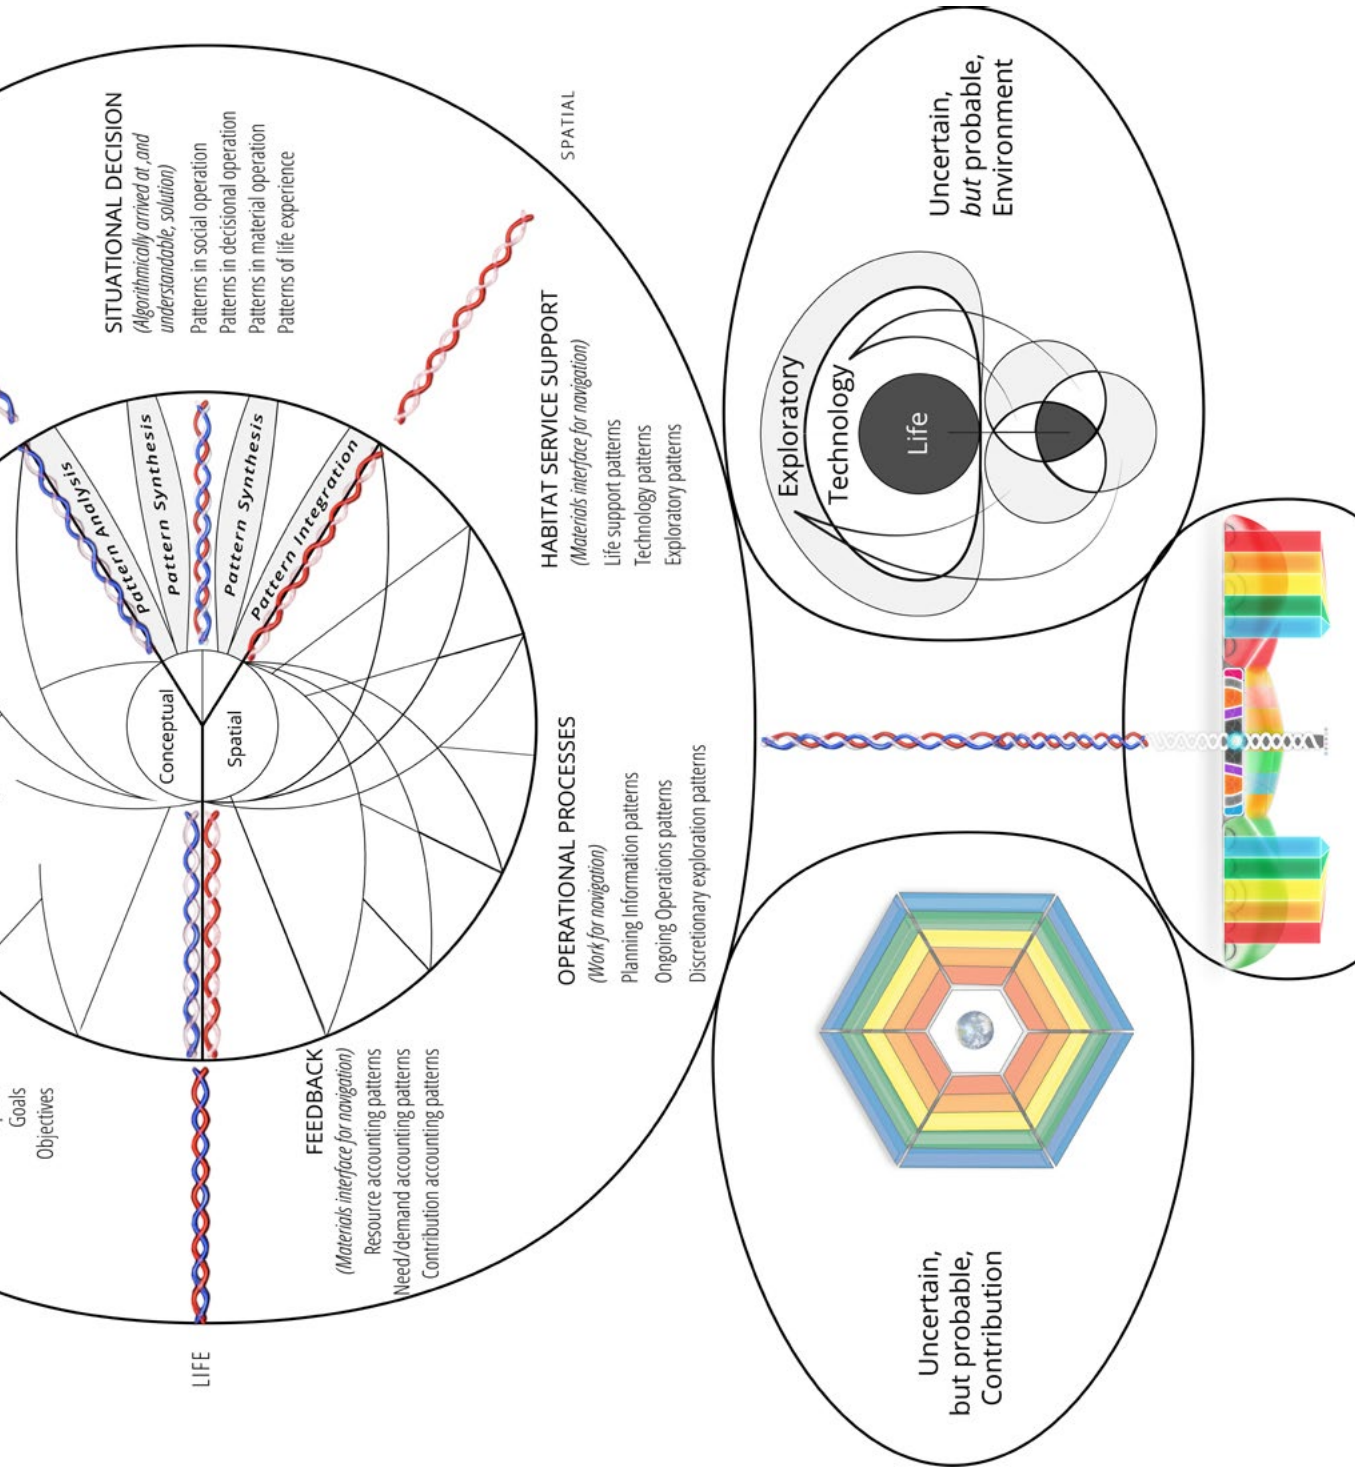 SITUATIONAL DECISION
(Algorithmically arrived at ,and
understandable, solution)
Patterns in social operation
Patterns in decisional operation
Patterns in material operation
Patterns of life experience
SPATIAL
HABITAT SERVICE SUPPORT
(Materials interface for navigation)
Life support patterns
Technology patterns
Exploratory patterns
Pattern Analysis
Pattern Synthesis
Pattern Synthesis
Pattern Integration
Conceptual
Spatial
OPERATIONAL PROCESSES
(Work for navigation)
Planning Information patterns
Ongoing Operations patterns
Discretionary exploration patterns
Goals
Objectives
FEEDBACK
(Materials interface for navigation)
Resource accounting patterns
Need/demand accounting patterns
Contribution accounting patterns
LIFE
Uncertain,
but probable,
Environment
Exploratory
Technology
Life
Uncertain,
but probable,
Contribution